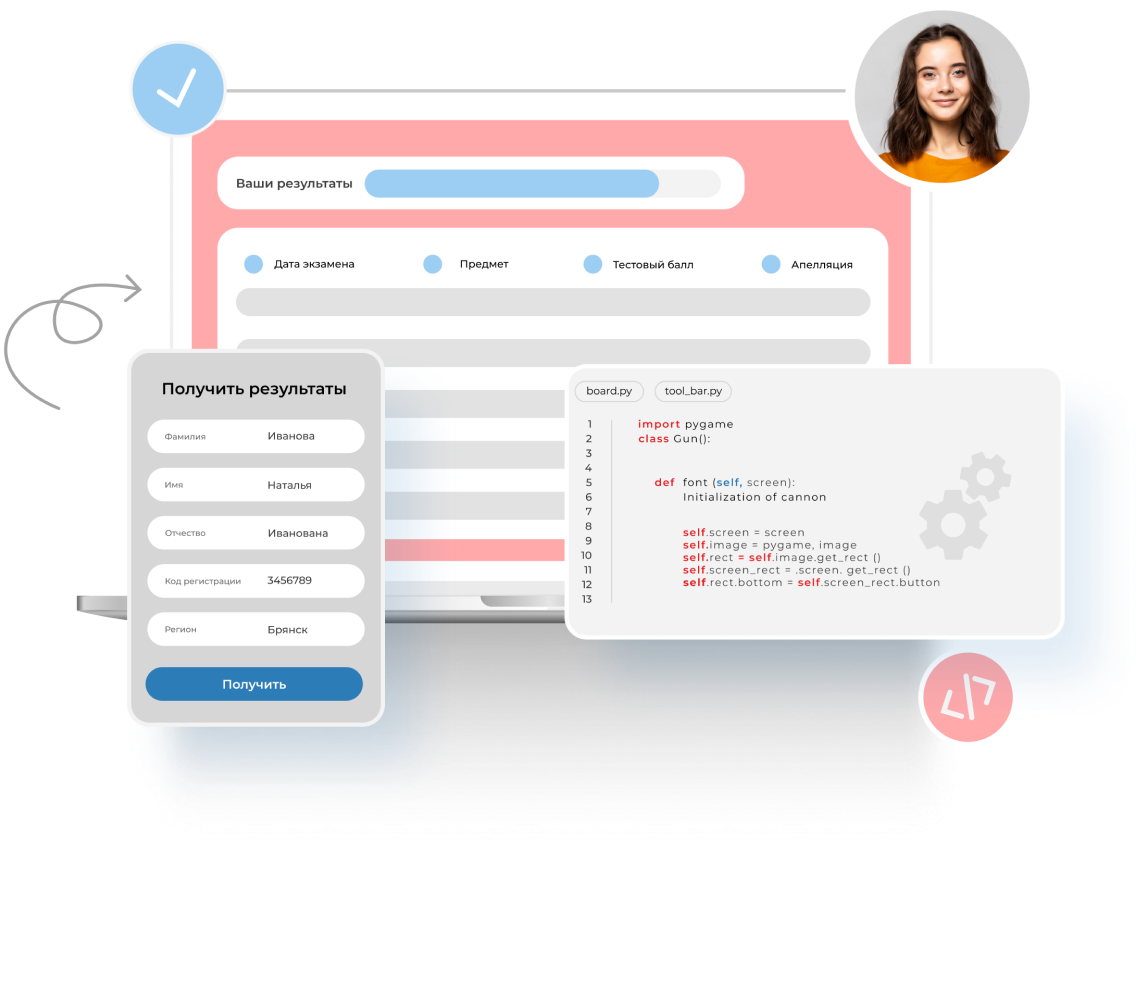 Ваши результаты
Дата экзамена Предмет Тестовый балл Апелляция
Получить результаты
Фамилия Иванова
Имя Наталья
Отчество Иванована
Код регистрации 3456789
Регион Брянск
Получить
board.py tool_bar.py
1 import pygame
2 class Gun():
3
4
5 def font (self, screen):
6 Initialization of cannon
7
8 self.screen = screen
9 self.image = pygame, image
10 self.rect = self.image.get_rect ()
11 self.screen_rect = .screen. get_rect ()
12 self.rect.bottom = self.screen_rect.button
13